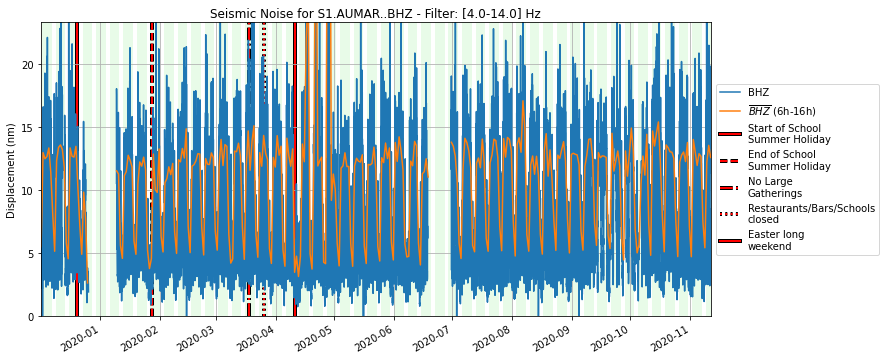 Seismic Noise for S1.AUMAR..BHZ - Filter: [4.0-14.0] Hz
Displacement (nm)
20
15
10
5
0
2020-01
2020-02
2020-03
2020-04
2020-05
2020-06
2020-07
2020-08
2020-09
2020-10
2020-11
BHZ
BHZ (6h-16h)
Start of School
Summer Holiday
End of School
Summer Holiday
No Large
Gatherings
Restaurants/Bars/Schools
closed
Easter long
weekend